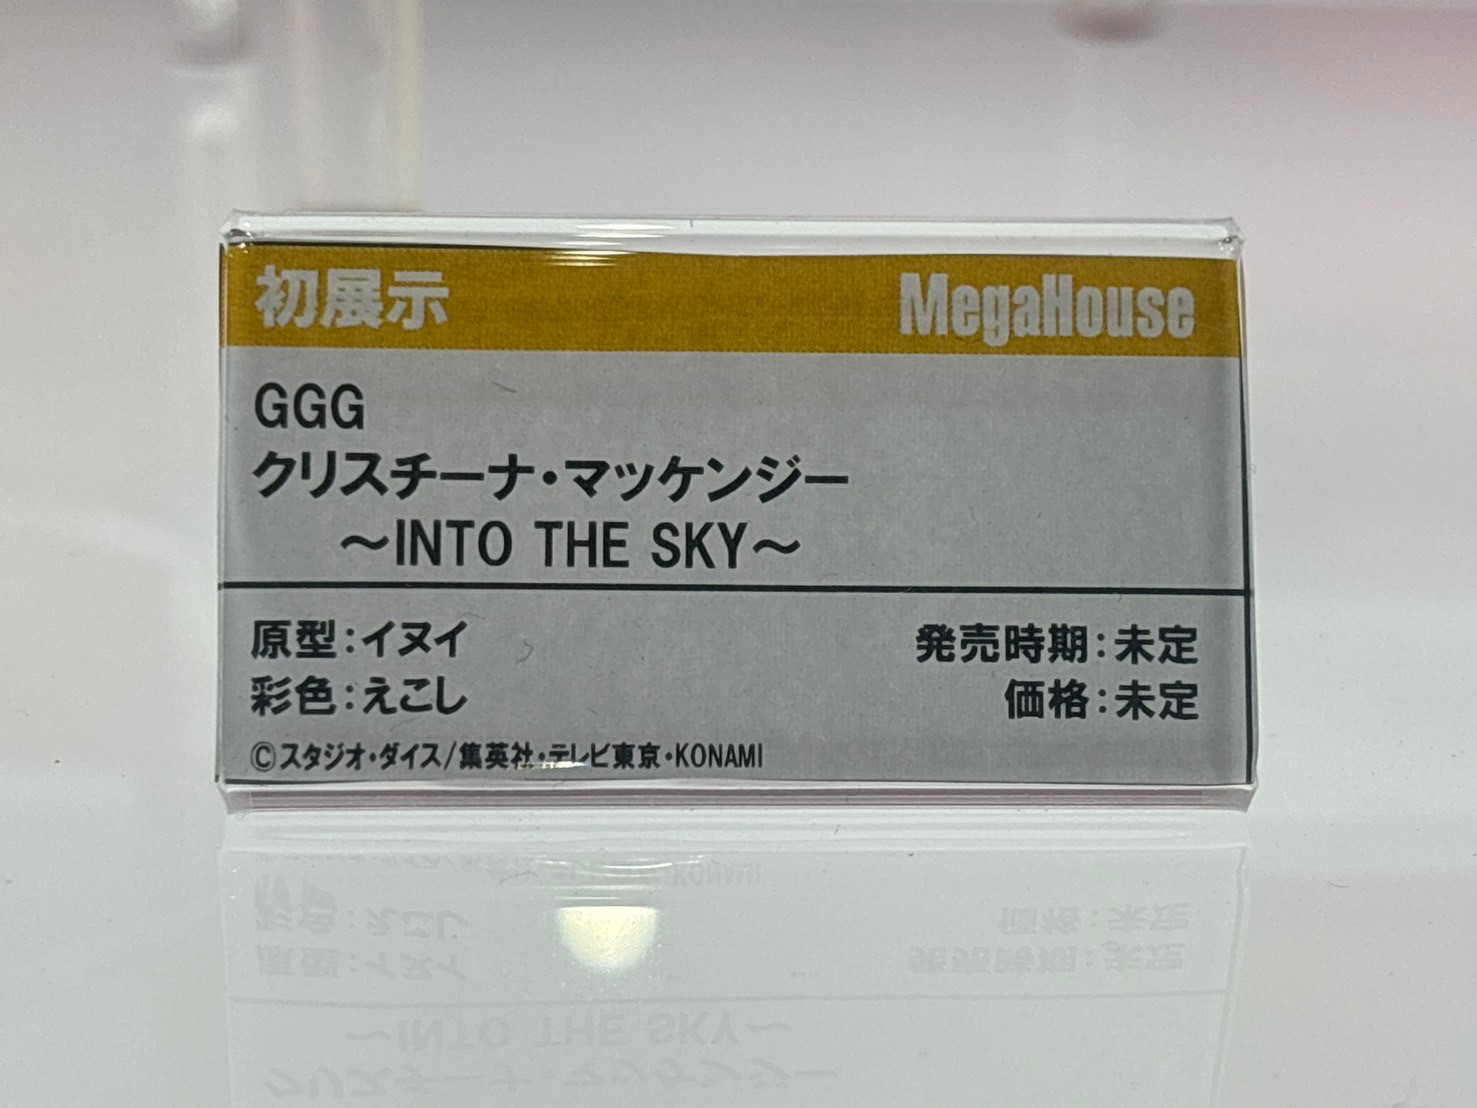 初展示 MegaHouse
GGG
クリスチーナ・マッケンジー
～INTO THE SKY～
原型：イヌイ 発売時期：未定
彩色：えこし 価格：未定
©スタジオ・ダイス/集英社・テレビ東京・KONAMI